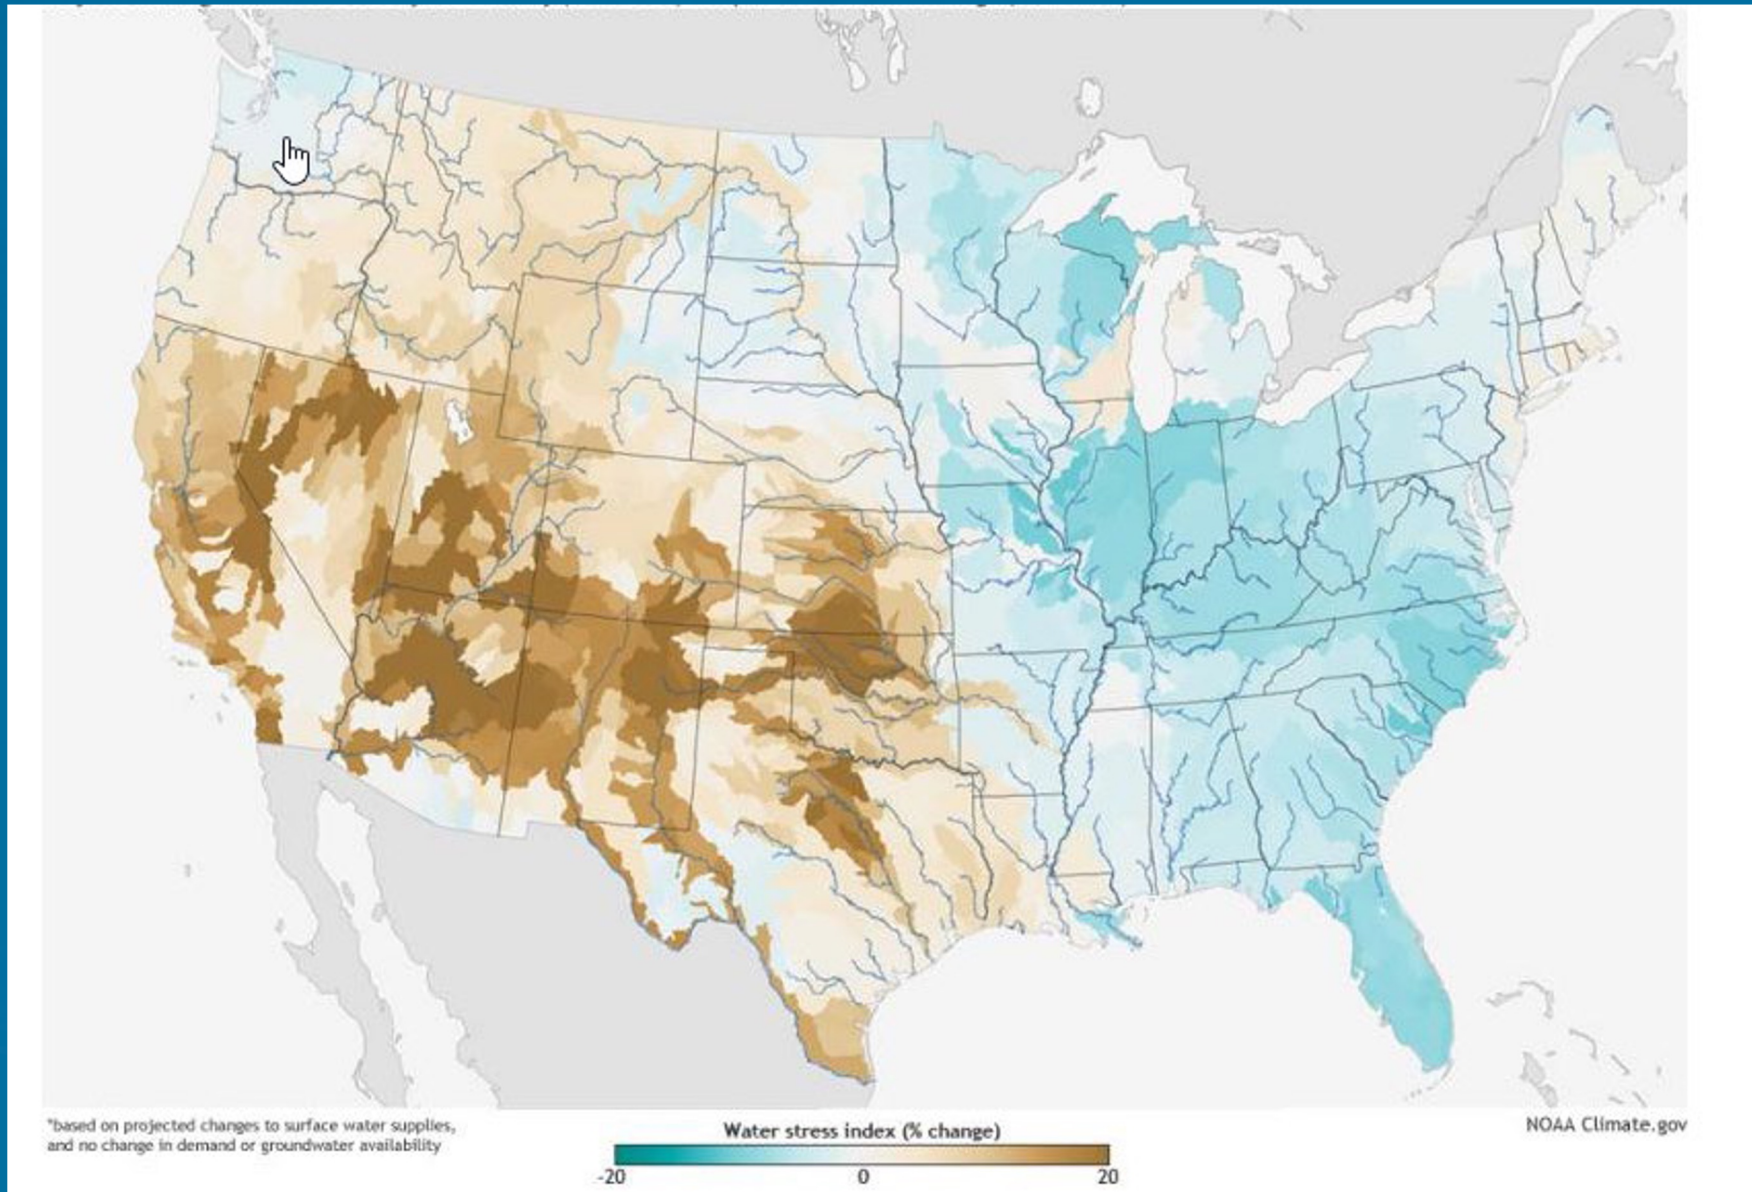 *based on projected changes to surface water supplies,
and no change in demand or groundwater availability
Water stress index (% change)
-20 0 20
NOAA Climate.gov